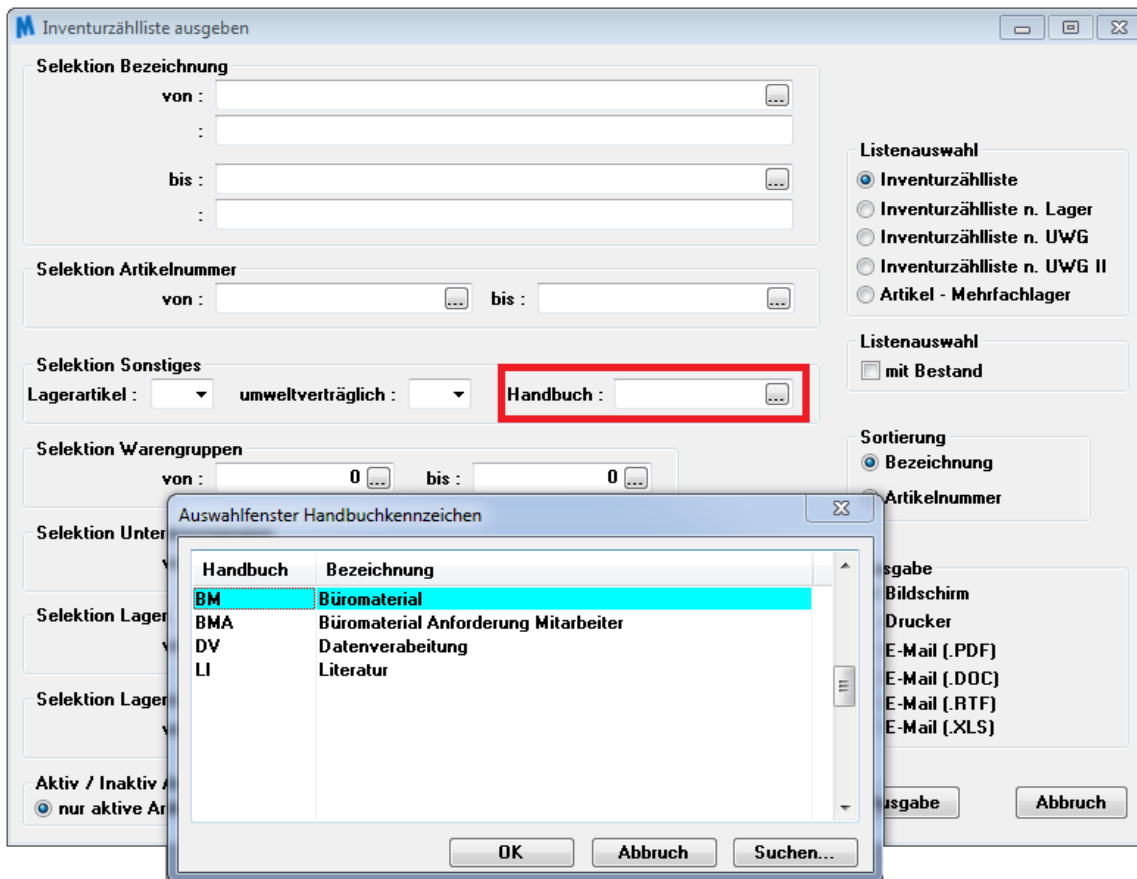 Inventurzählliste ausgeben
Selektion Bezeichnung
von :
...
:
bis :
...
:
Selektion Artikelnummer
von : ... bis : ...
Selektion Sonstiges
Lagerartikel : umweltverträglich : Handbuch : ...
Selektion Warengruppen
von : 0 ... bis : 0 ...
Selektion Unter
Selektion Lager
Selektion Lager
Aktiv / Inaktiv
nur aktive
Listenauswahl
Inventurzählliste
Inventurzählliste n. Lager
Inventurzählliste n. UWG
Inventurzählliste n. UWG II
Artikel - Mehrfachlager
Listenauswahl
mit Bestand
Sortierung
Bezeichnung
Artikelnummer
sgabe
Bildschirm
Drucker
E-Mail (.PDF)
E-Mail (.DOC)
E-Mail (.RTF)
E-Mail (.XLS)
usgabe Abbruch
Auswahlfenster Handbuchkennzeichen
Handbuch Bezeichnung
BM Büromaterial
BMA Büromaterial Anforderung Mitarbeiter
DV Datenverabeitung
LI Literatur
OK Abbruch Suchen...